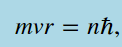 mvr = nħ,